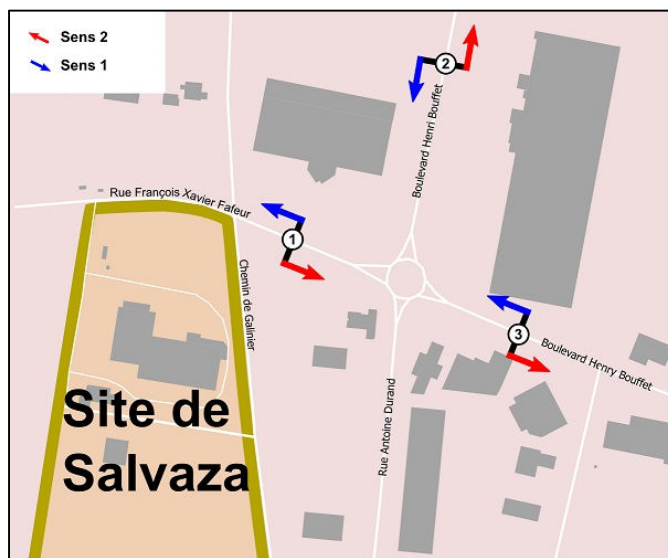 Sens 2
Sens 1
2
Boulevard Henri Bouffet
Rue François Xavier Fafeur
1
Chemin de Galinier
3
Boulevard Henry Bouffet
Rue Antoine Durand
Site de
Salvaza